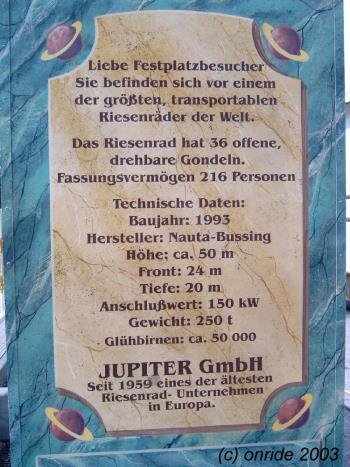 Liebe Festplatzbesucher
Sie befinden sich vor einem
der größten, transportablen
Riesenräder der Welt.
Das Riesenrad hat 36 offene,
drehbare Gondeln.
Fassungsvermögen 216 Personen
Technische Daten:
Baujahr: 1993
Hersteller: Nauta-Bussing
Höhe: ca. 50 m
Front: 24 m
Tiefe: 20 m
Anschlußwert: 150 kW
Gewicht: 250 t
Glühbirnen: ca. 50 000
JUPITER GmbH
Seit 1959 eines der ältesten
Riesenrad- Unternehmen
in Europa.
(c) onride 2003